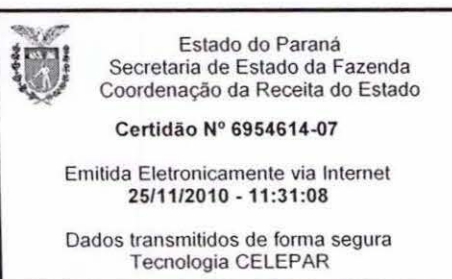 Estado do Paraná
Secretaria de Estado da Fazenda
Coordenação da Receita do Estado
Certidão Nº 6954614-07
Emitida Eletronicamente via Internet
25/11/2010 - 11:31:08
Dados transmitidos de forma segura
Tecnologia CELEPAR